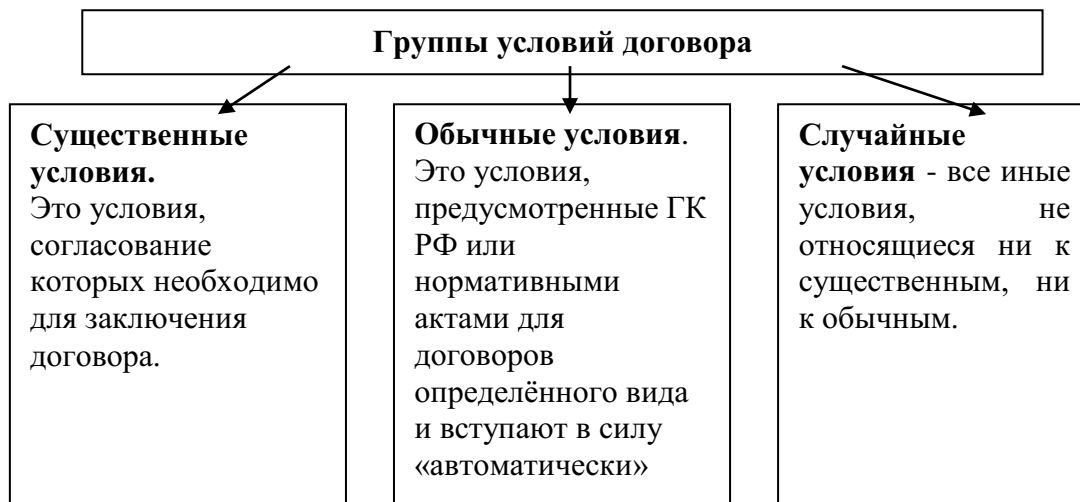 Группы условий договора
Существенные
условия.
Это условия,
согласование
которых необходимо
для заключения
договора.
Обычные условия.
Это условия,
предусмотренные ГК
РФ или
нормативными
актами для
договоров
определённого вида
и вступают в силу
«автоматически»
Случайные
условия - все иные
условия, не
относящиеся ни к
существенным, ни
к обычным.